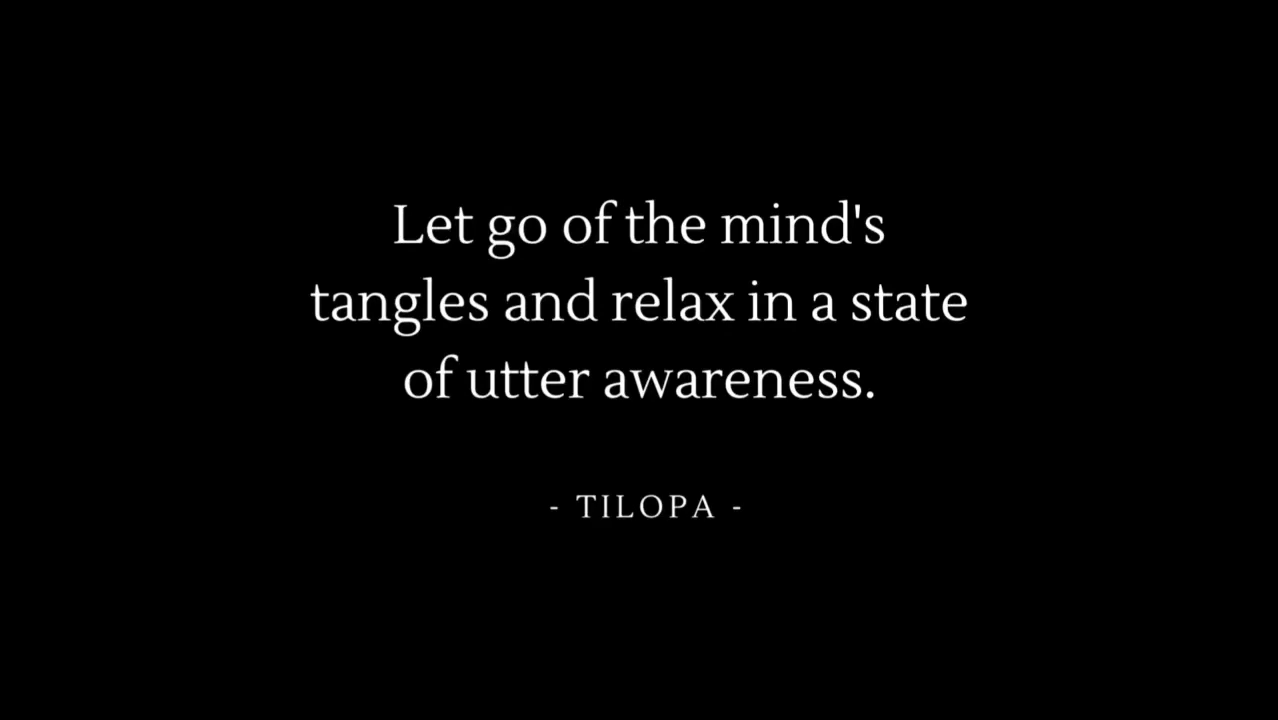 Let go of the mind's
tangles and relax in a state
of utter awareness.
- TILOPA -